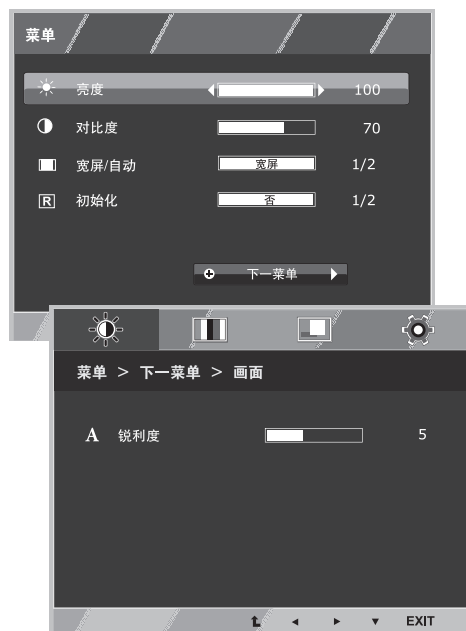 菜单
亮度 100
对比度 70
宽屏/自动 宽屏 1/2
R 初始化 否 1/2
下一菜单
菜单 > 下一菜单 > 画面
A 锐利度 5
EXIT